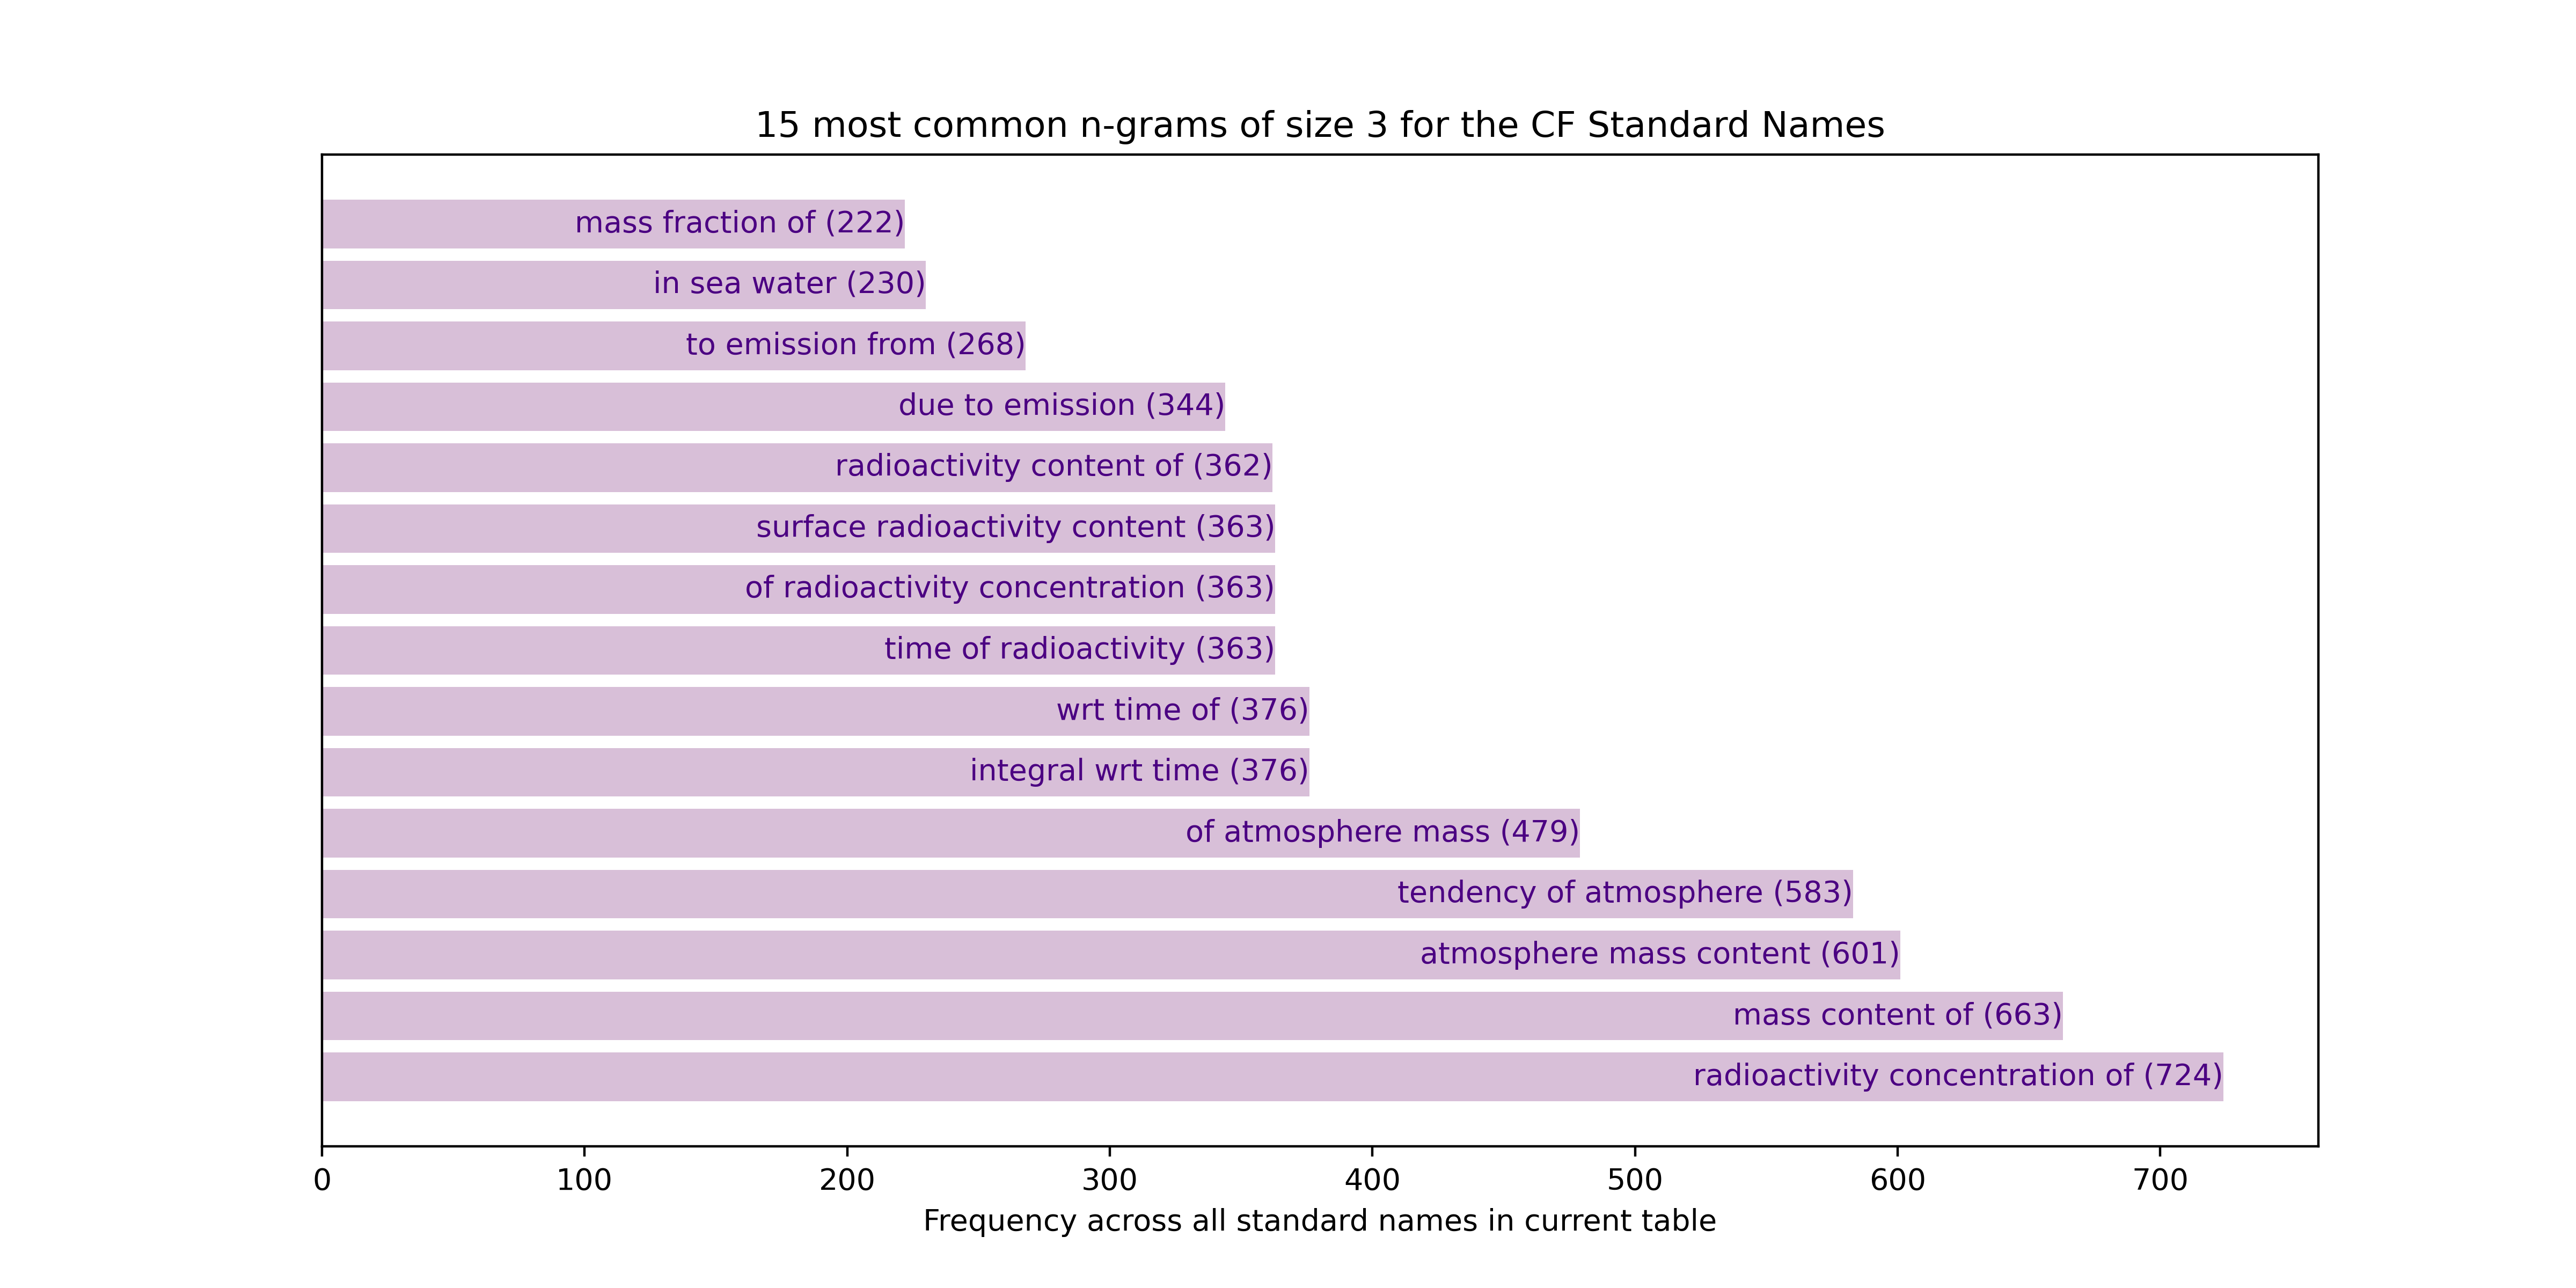 15 most common n-grams of size 3 for the CF Standard Names
mass fraction of (222)
in sea water (230)
to emission from (268)
due to emission (344)
radioactivity content of (362)
surface radioactivity content (363)
of radioactivity concentration (363)
time of radioactivity (363)
wrt time of (376)
integral wrt time (376)
of atmosphere mass (479)
tendency of atmosphere (583)
atmosphere mass content (601)
mass content of (663)
radioactivity concentration of (724)
0 100 200 300 400 500 600 700
Frequency across all standard names in current table